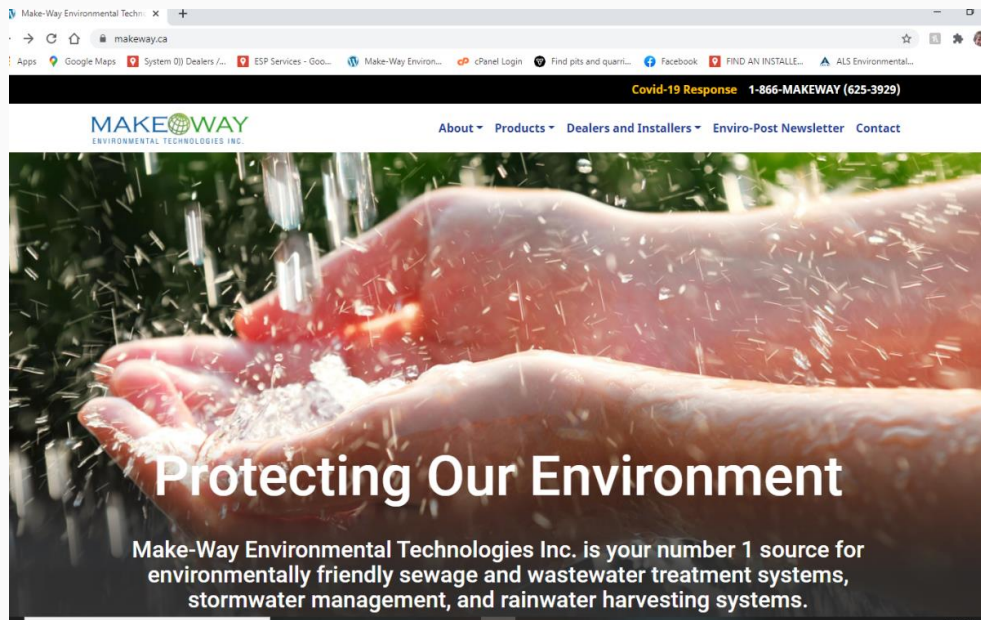 Make-Way Environmental Techn
makeway.ca
Apps Google Maps System 0)) Dealers /... ESP Services - Goo... Make-Way Environ... cPanel Login Find pits and quarri... Facebook FIND AN INSTALLE... ALS Environmental...
Covid-19 Response 1-866-MAKEWAY (625-3929)
MAKE WAY
ENVIRONMENTAL TECHNOLOGIES INC.
About Products Dealers and Installers Enviro-Post Newsletter Contact
Protecting Our Environment
Make-Way Environmental Technologies Inc. is your number 1 source for
environmentally friendly sewage and wastewater treatment systems,
stormwater management, and rainwater harvesting systems.